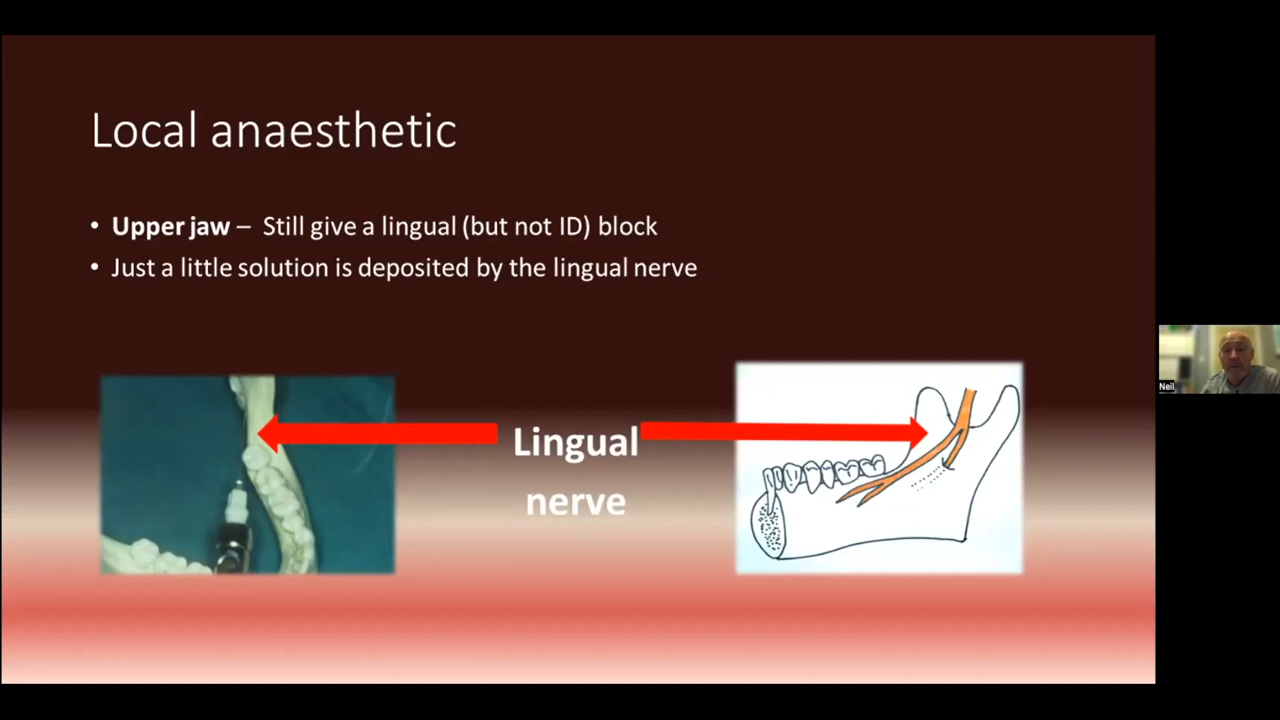 Local anaesthetic
• Upper jaw – Still give a lingual (but not ID) block
• Just a little solution is deposited by the lingual nerve
Lingual
nerve
Neil